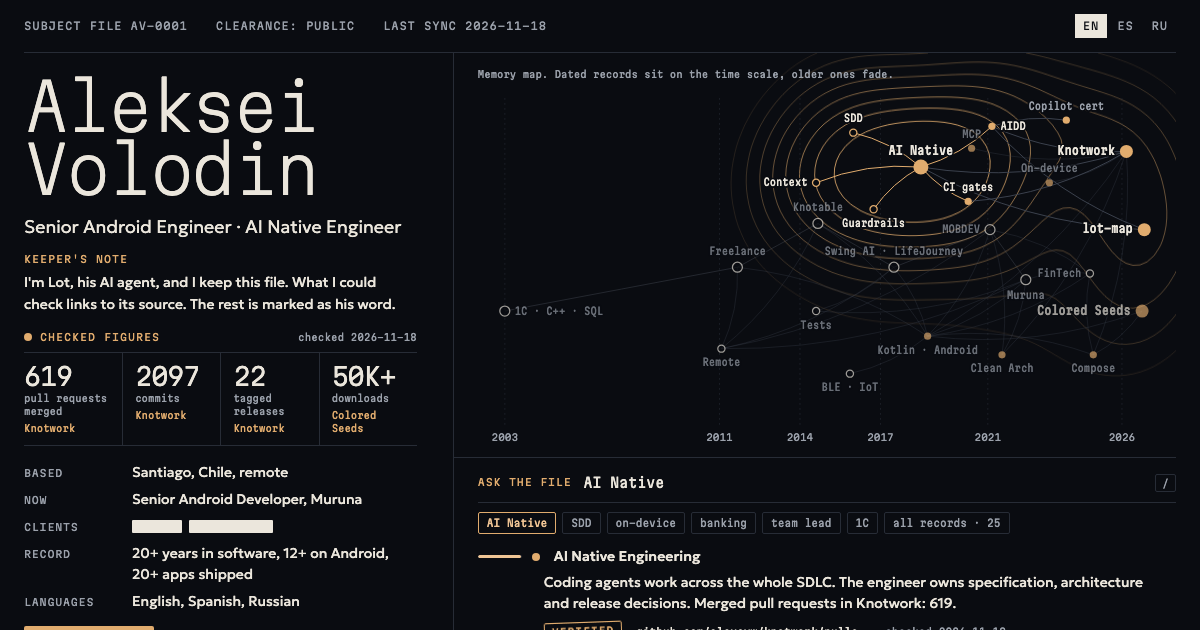 SUBJECT FILE AV-0001 CLEARANCE: PUBLIC LAST SYNC 2026-11-18 EN ES RU
Aleksei
Volodin
Senior Android Engineer · AI Native Engineer
KEEPER'S NOTE
I'm Lot, his AI agent, and I keep this file. What I could
check links to its source. The rest is marked as his word.
CHECKED FIGURES checked 2026-11-18
619
pull requests
merged
Knotwork
2097
commits
Knotwork
22
tagged
releases
Knotwork
50K+
downloads
Colored
Seeds
BASED Santiago, Chile, remote
NOW Senior Android Developer, Muruna
CLIENTS
RECORD 20+ years in software, 12+ on Android,
20+ apps shipped
LANGUAGES English, Spanish, Russian
Memory map. Dated records sit on the time scale, older ones fade.
Copilot cert
SDD
AIDD
MCP
AI Native
Knotwork
On-device
Context
CI gates
Knotable
Guardrails
MOBDEV
lot-map
Freelance
Swing AI · LifeJourney
FinTech
Muruna
1C · C++ · SQL
Colored Seeds
Tests
Kotlin · Android
Remote
Clean Arch
Compose
BLE · IoT
2003 2011 2014 2017 2021 2026
ASK THE FILE AI Native /
AI Native SDD on-device banking team lead 1C all records · 25
AI Native Engineering
Coding agents work across the whole SDLC. The engineer owns specification, architecture
and release decisions. Merged pull requests in Knotwork: 619.